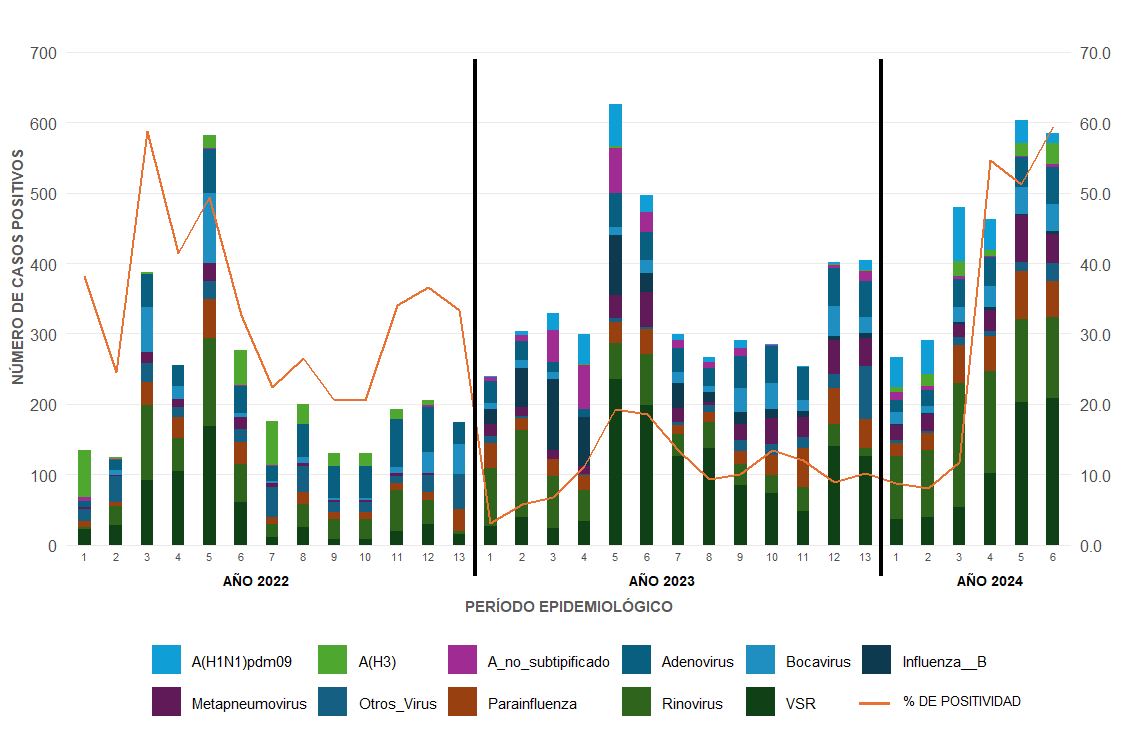 700 70.0
600 60.0
500 50.0
400 40.0
300 30.0
200 20.0
100 10.0
0 0.0
NÚMERO DE CASOS POSITIVOS
1 2 3 4 5 6 7 8 9 10 11 12 13 1 2 3 4 5 6 7 8 9 10 11 12 13 1 2 3 4 5 6
AÑO 2022 AÑO 2023 AÑO 2024
PERÍODO EPIDEMIOLÓGICO
A(H1N1)pdm09 A(H3) A_no_subtipificado Adenovirus Bocavirus Influenza__B
Metapneumovirus Otros_Virus Parainfluenza Rinovirus VSR % DE POSITIVIDAD